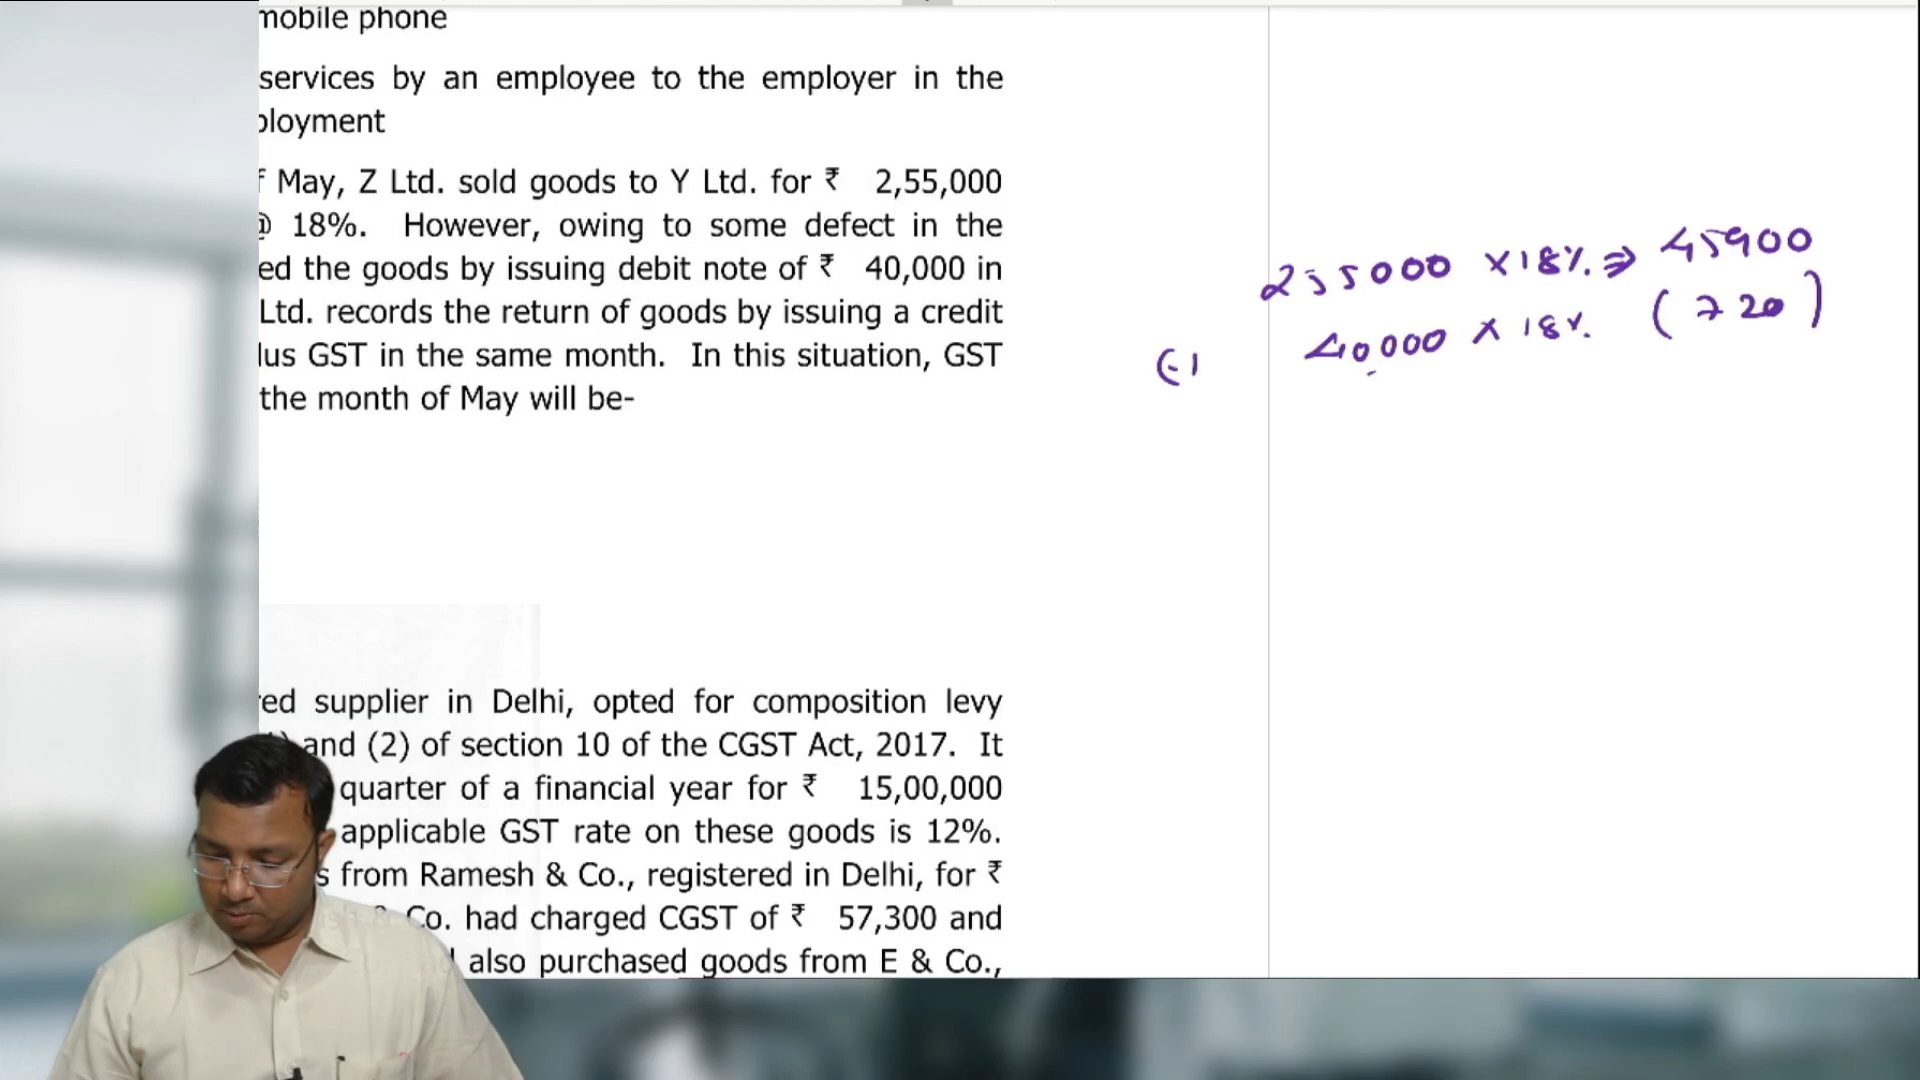 mobile phone
services by an employee to the employer in the
ployment
f May, Z Ltd. sold goods to Y Ltd. for ₹ 2,55,000
@ 18%. However, owing to some defect in the
ed the goods by issuing debit note of ₹ 40,000 in
Ltd. records the return of goods by issuing a credit
lus GST in the same month. In this situation, GST
the month of May will be-
255000 × 18% ⇒ 45900
(-) 40,000 × 18% (720)
red supplier in Delhi, opted for composition levy
and (2) of section 10 of the CGST Act, 2017. It
quarter of a financial year for ₹ 15,00,000
applicable GST rate on these goods is 12%.
s from Ramesh & Co., registered in Delhi, for ₹
& Co. had charged CGST of ₹ 57,300 and
also purchased goods from E & Co.,